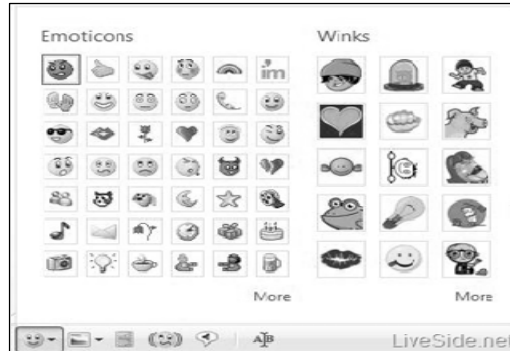 Emoticons Winks
im
More More
A B
LiveSide.net